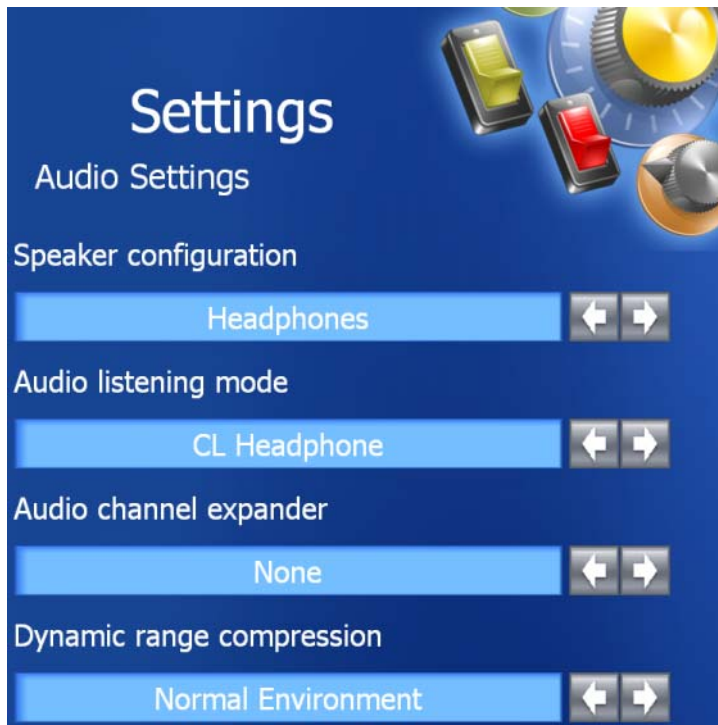 Settings
Audio Settings
Speaker configuration
Headphones
Audio listening mode
CL Headphone
Audio channel expander
None
Dynamic range compression
Normal Environment